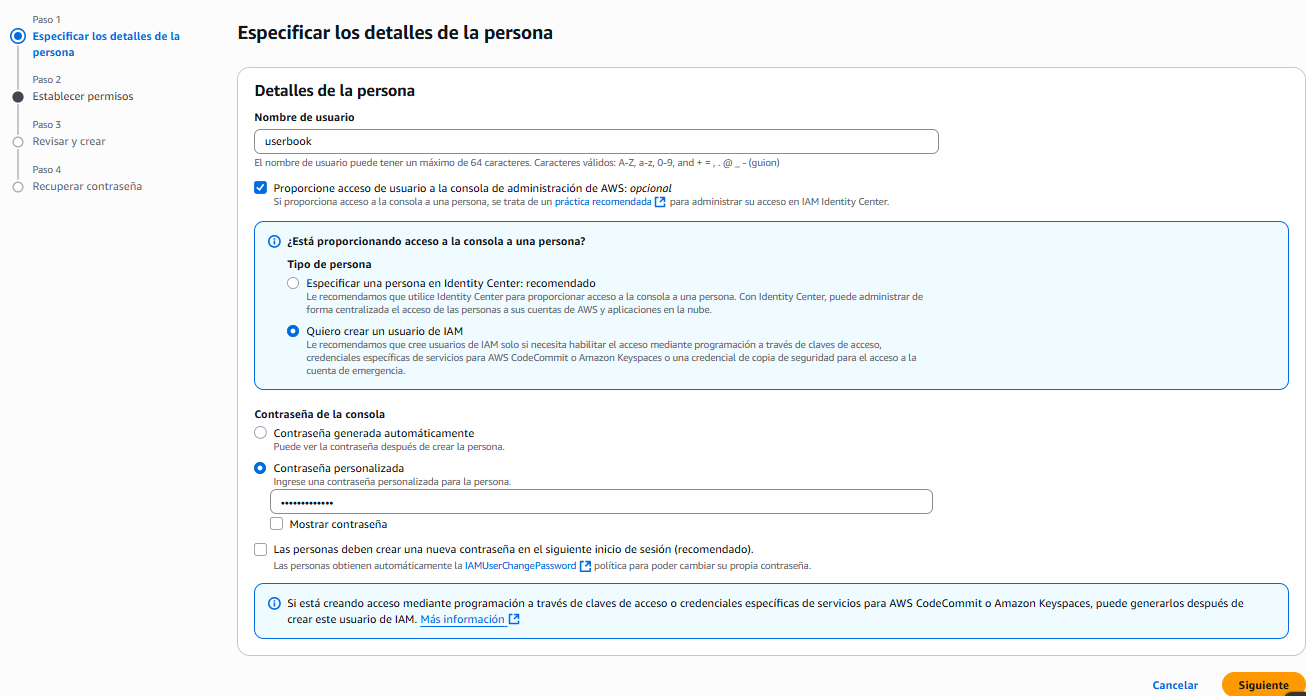 Paso 1
Especificar los detalles de la
persona
Paso 2
Establecer permisos
Paso 3
Revisar y crear
Paso 4
Recuperar contraseña
Especificar los detalles de la persona
Detalles de la persona
Nombre de usuario
userbook
El nombre de usuario puede tener un máximo de 64 caracteres. Caracteres válidos: A-Z, a-z, 0-9, and + = , . @ _ - (guion)
Proporcione acceso de usuario a la consola de administración de AWS: opcional
Si proporciona acceso a la consola a una persona, se trata de un práctica recomendada para administrar su acceso en IAM Identity Center.
¿Está proporcionando acceso a la consola a una persona?
Tipo de persona
Especificar una persona en Identity Center: recomendado
Le recomendamos que utilice Identity Center para proporcionar acceso a la consola a una persona. Con Identity Center, puede administrar de
forma centralizada el acceso de las personas a sus cuentas de AWS y aplicaciones en la nube.
Quiero crear un usuario de IAM
Le recomendamos que cree usuarios de IAM solo si necesita habilitar el acceso mediante programación a través de claves de acceso,
credenciales específicas de servicios para AWS CodeCommit o Amazon Keyspaces o una credencial de copia de seguridad para el acceso a la
cuenta de emergencia.
Contraseña de la consola
Contraseña generada automáticamente
Puede ver la contraseña después de crear la persona.
Contraseña personalizada
Ingrese una contraseña personalizada para la persona.
•••••••••••••
Mostrar contraseña
Las personas deben crear una nueva contraseña en el siguiente inicio de sesión (recomendado).
Las personas obtienen automáticamente la IAMUserChangePassword política para poder cambiar su propia contraseña.
Si está creando acceso mediante programación a través de claves de acceso o credenciales específicas de servicios para AWS CodeCommit o Amazon Keyspaces, puede generarlos después de
crear este usuario de IAM. Más información
Cancelar
Siguiente